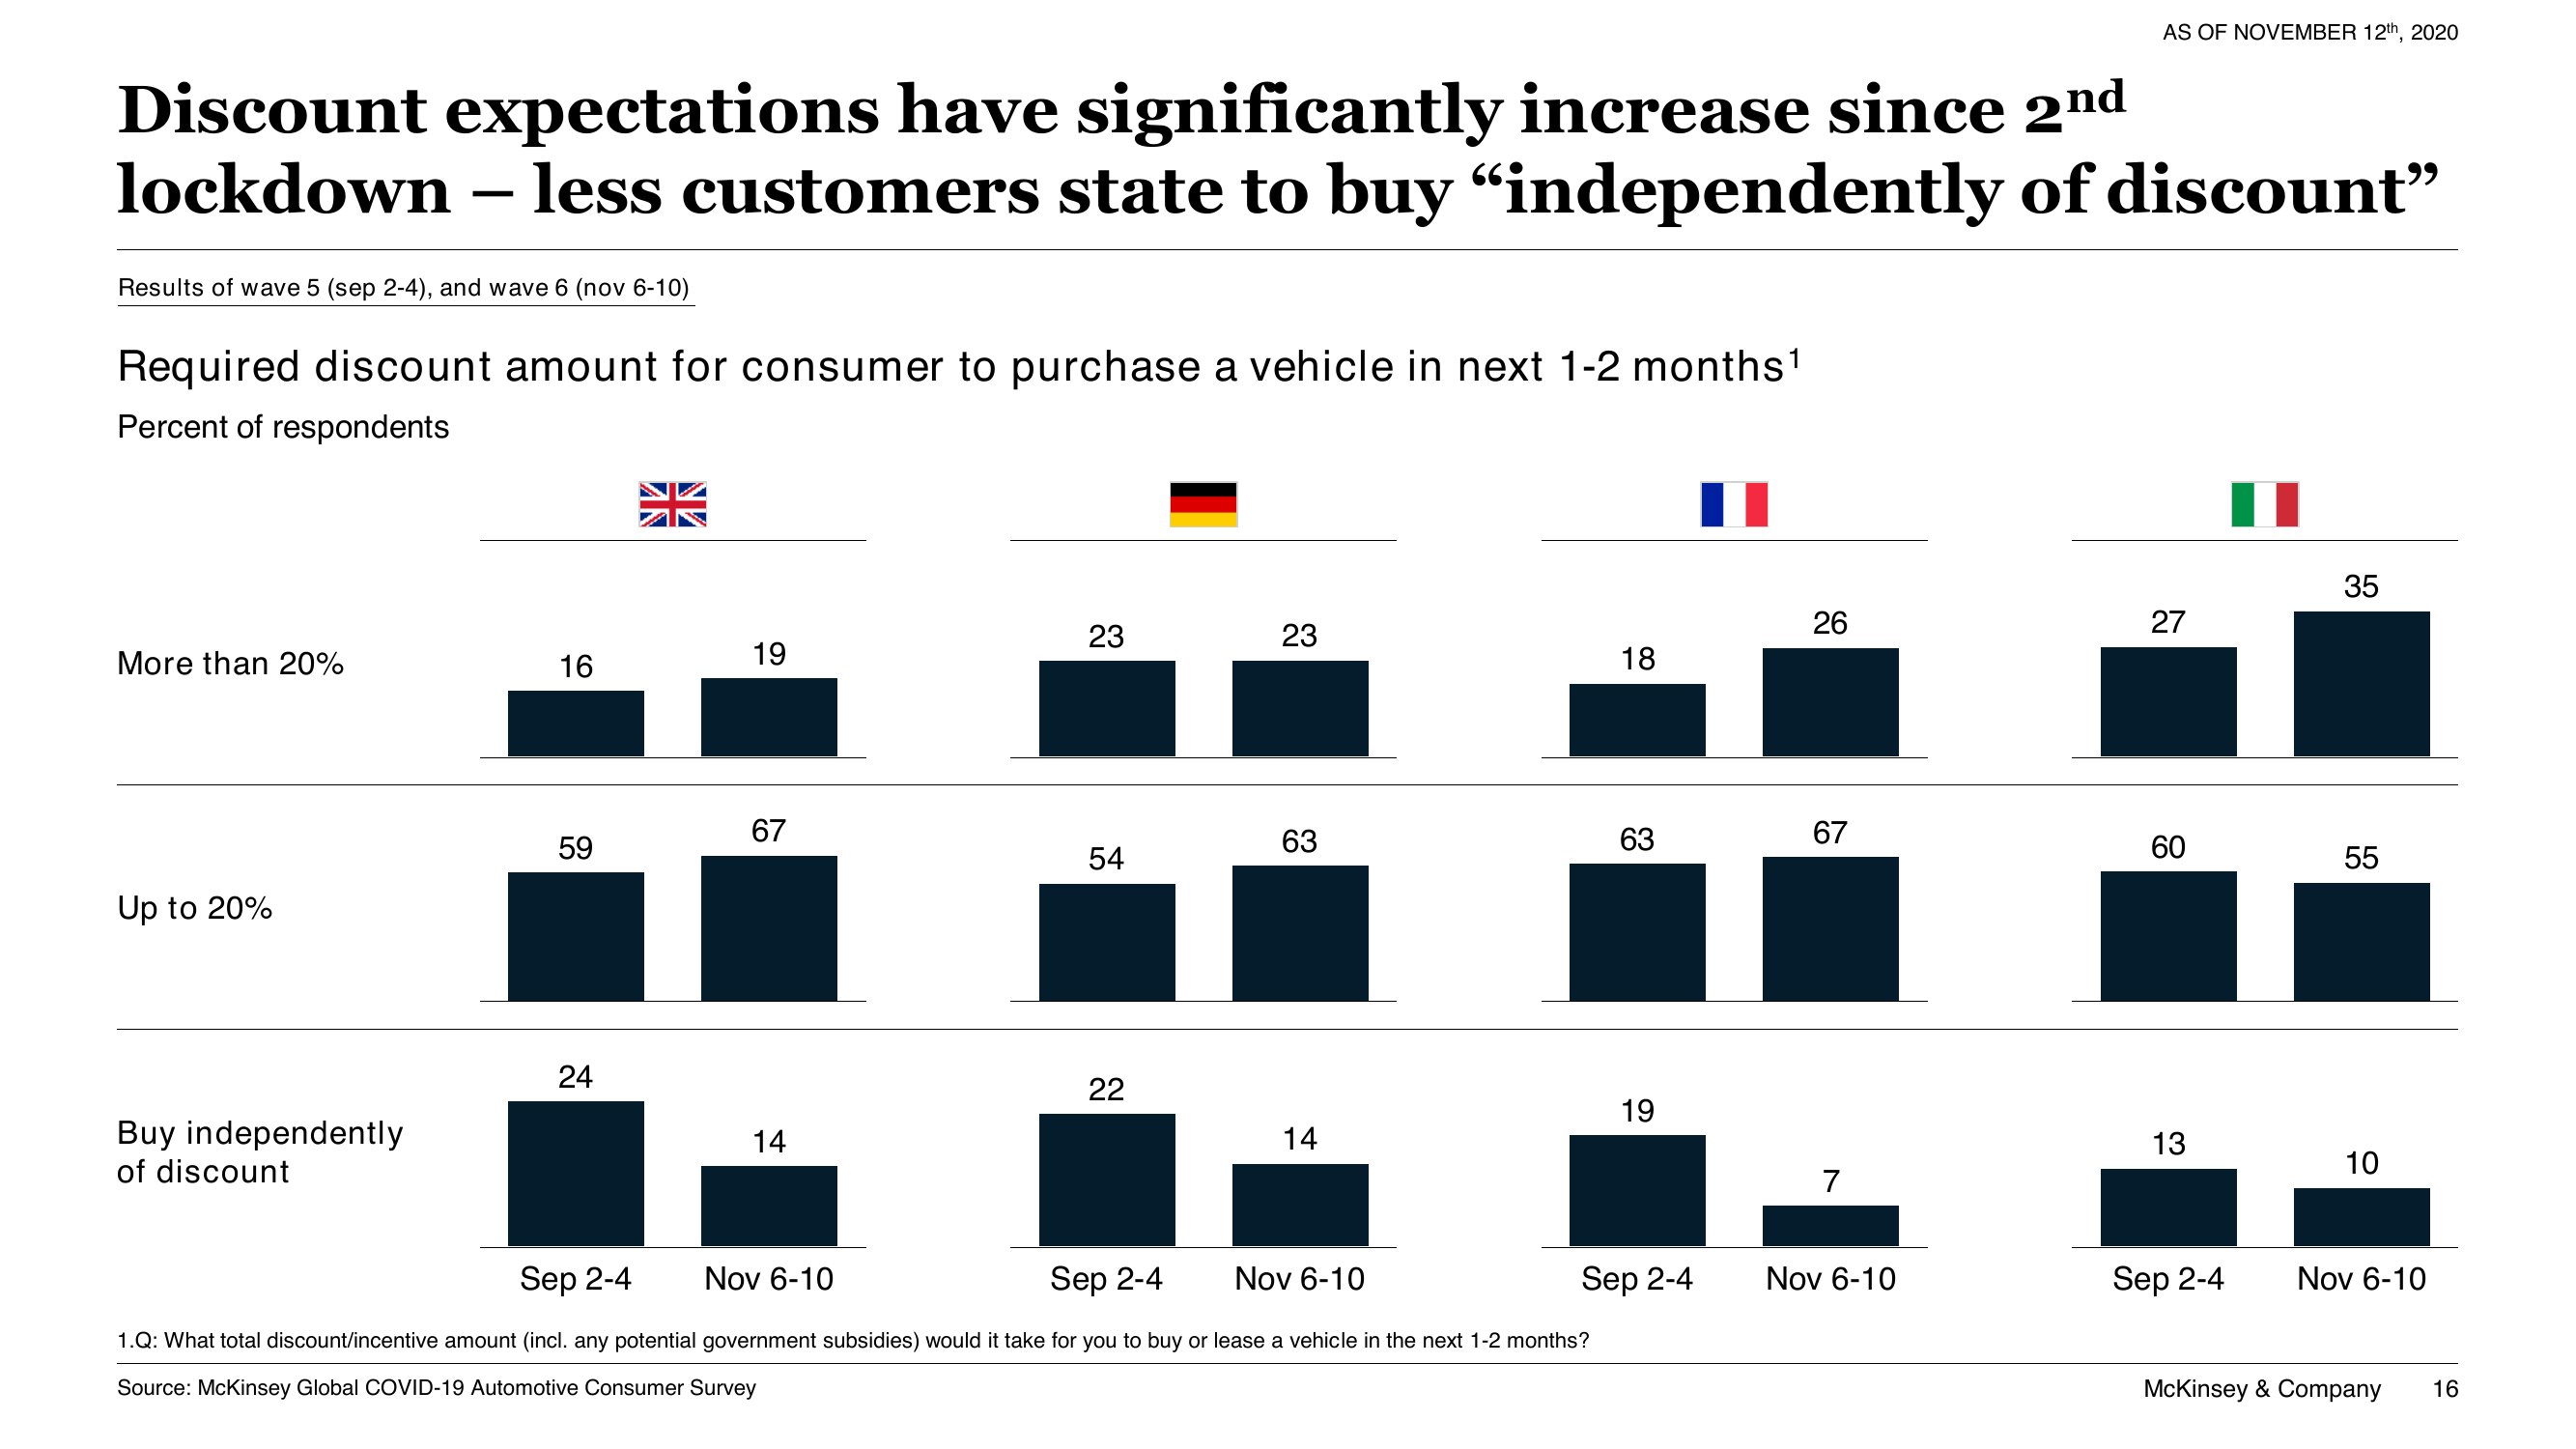 AS OF NOVEMBER 12th, 2020
Discount expectations have significantly increase since 2nd
lockdown – less customers state to buy “independently of discount”
Results of wave 5 (sep 2-4), and wave 6 (nov 6-10)
Required discount amount for consumer to purchase a vehicle in next 1-2 months1
Percent of respondents
More than 20%
16 19 23 23 18 26 27 35
Up to 20%
59 67 54 63 63 67 60 55
Buy independently
of discount
24 14 22 14 19 7 13 10
Sep 2-4 Nov 6-10 Sep 2-4 Nov 6-10 Sep 2-4 Nov 6-10 Sep 2-4 Nov 6-10
1.Q: What total discount/incentive amount (incl. any potential government subsidies) would it take for you to buy or lease a vehicle in the next 1-2 months?
Source: McKinsey Global COVID-19 Automotive Consumer Survey
McKinsey & Company 16